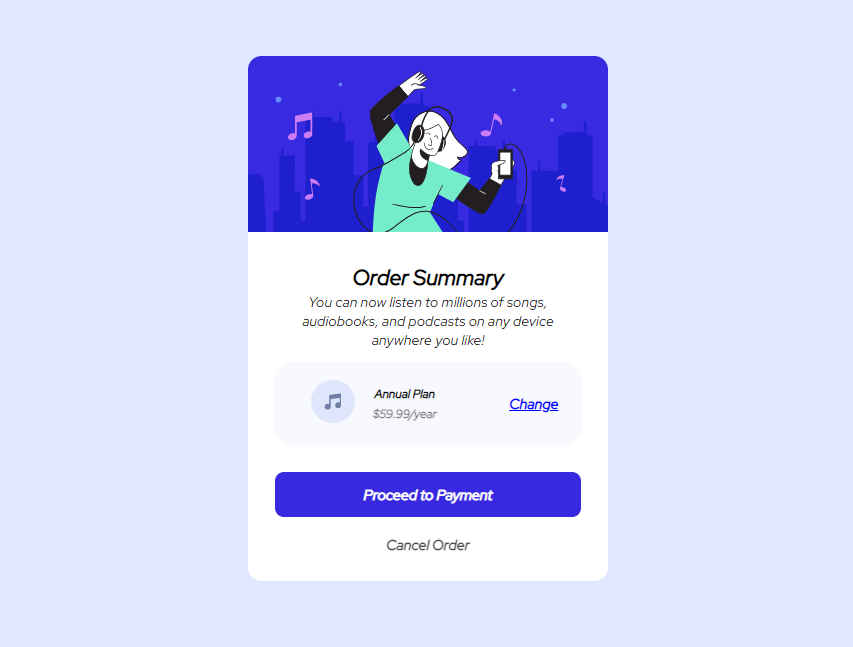 Order Summary
You can now listen to millions of songs,
audiobooks, and podcasts on any device
anywhere you like!
Annual Plan
$59.99/year
Change
Proceed to Payment
Cancel Order